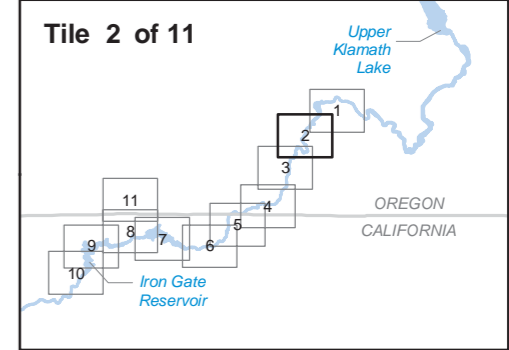 Tile 2 of 11
Upper
Klamath
Lake
1
2
3
4
OREGON
11
5
CALIFORNIA
8
7
6
9
10
Iron Gate
Reservoir